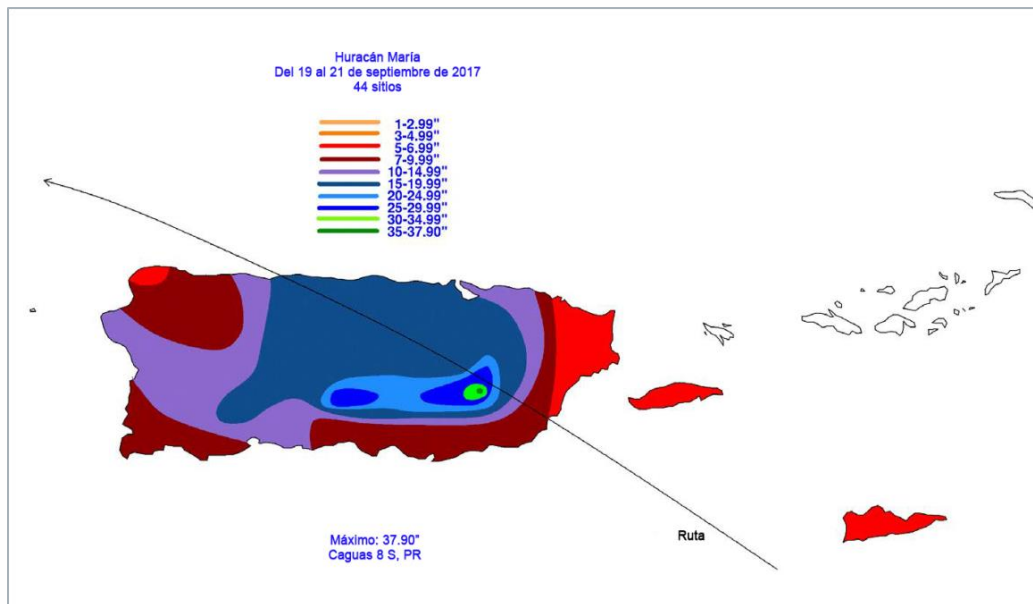 Huracán María
Del 19 al 21 de septiembre de 2017
44 sitios
1-2.99"
3-4.99"
5-6.99"
7-9.99"
10-14.99"
15-19.99"
20-24.99"
25-29.99"
30-34.99"
35-37.90"
Ruta
Máximo: 37.90"
Caguas 8 S, PR